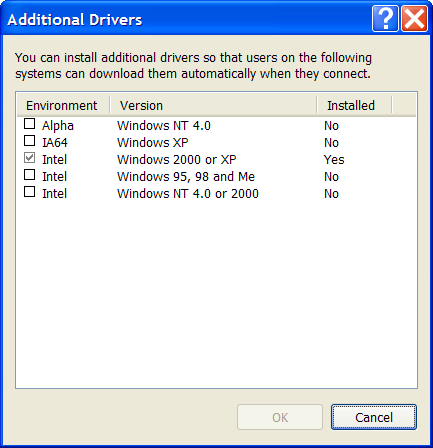 Additional Drivers
You can install additional drivers so that users on the following
systems can download them automatically when they connect.
Environment Version Installed
Alpha Windows NT 4.0 No
IA64 Windows XP No
Intel Windows 2000 or XP Yes
Intel Windows 95, 98 and Me No
Intel Windows NT 4.0 or 2000 No
OK Cancel